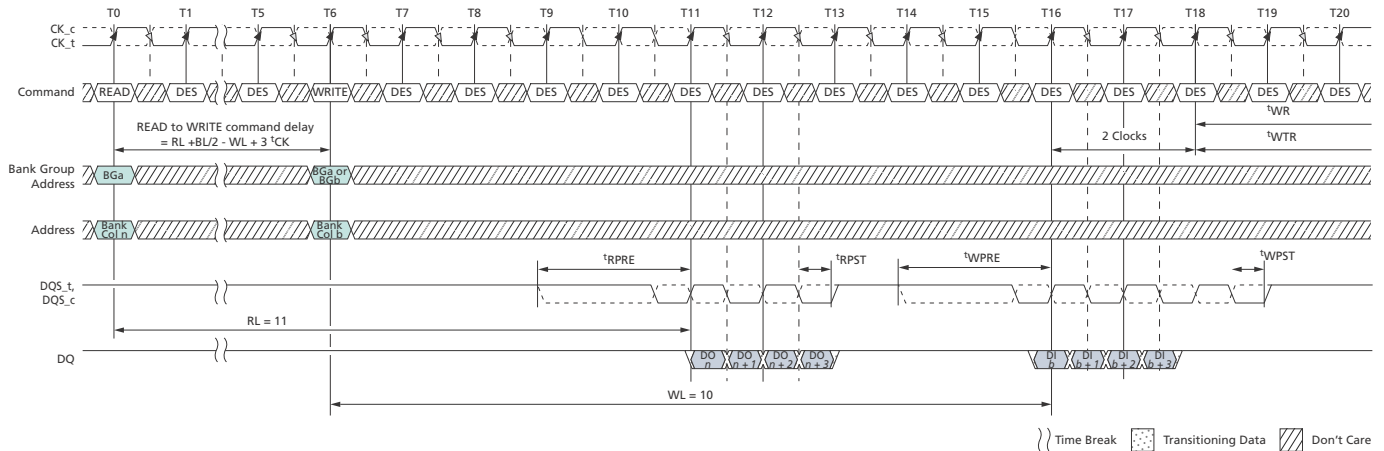 T0 T1 T5 T6 T7 T8 T9 T10 T11 T12 T13 T14 T15 T16 T17 T18 T19 T20
CK_c
CK_t
Command READ DES DES WRITE DES DES DES DES DES DES DES DES DES DES DES DES DES DES
tWR
READ to WRITE command delay
= RL +BL/2 - WL + 3 tCK
2 Clocks
tWTR
Bank Group
Address
BGa
BGa or
BGb
Address
Bank
Col n
Bank
Col b
tRPRE tRPST tWPRE tWPST
DQS_t,
DQS_c
RL = 11
DQ
DO
n
DO
n + 1
DO
n + 2
DO
n + 3
DI
b
DI
b + 1
DI
b + 2
DI
b + 3
WL = 10
Time Break Transitioning Data Don't Care